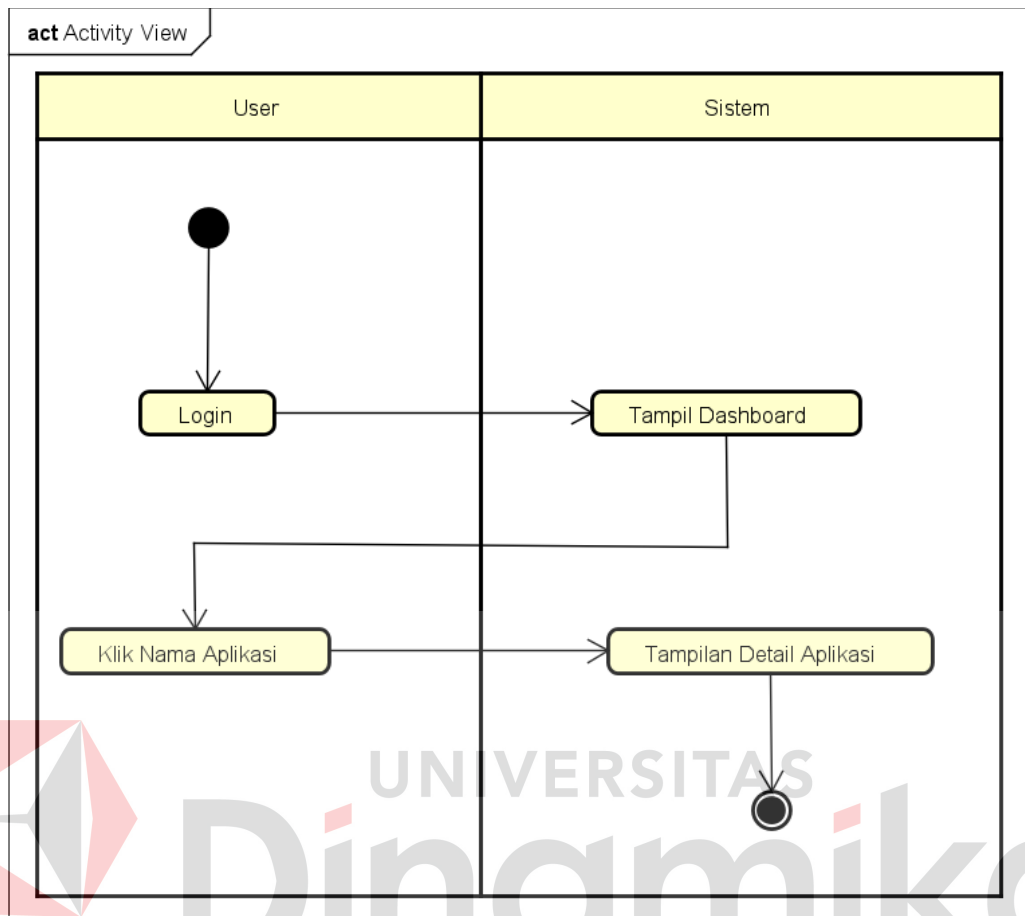 act Activity View
User
Sistem
Login
Tampil Dashboard
Klik Nama Aplikasi
Tampilan Detail Aplikasi
UNIVERSITAS
Dinamika